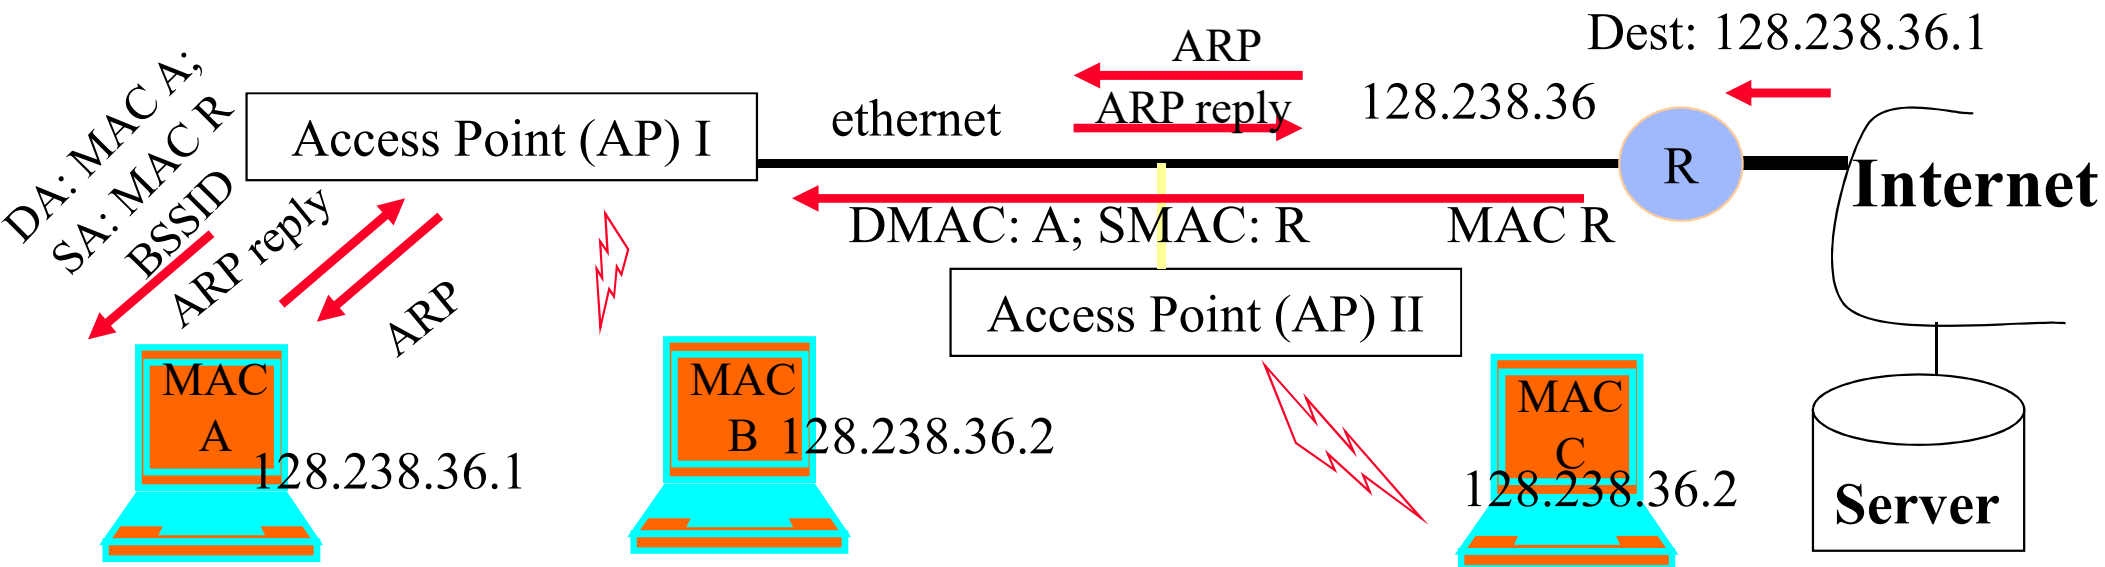 Dest: 128.238.36.1
ARP
ARP reply
128.238.36
ethernet
Access Point (AP) I
R
Internet
DA: MAC A;
SA: MAC R
BSSID
ARP reply
ARP
DMAC: A; SMAC: R
MAC R
Access Point (AP) II
MAC
A
128.238.36.1
MAC
B
128.238.36.2
MAC
C
128.238.36.2
Server